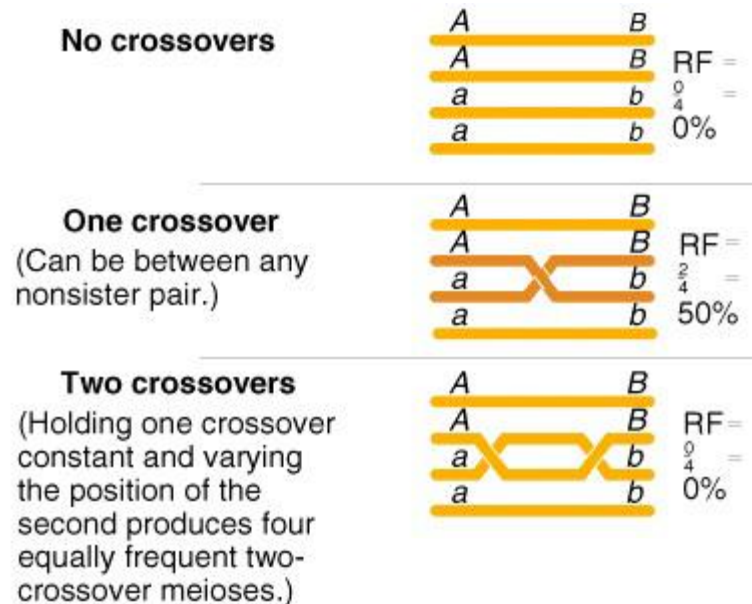 No crossovers
A B
A B
a b
a b
RF =
0/4 =
0%
One crossover
(Can be between any
nonsister pair.)
A B
A B
a b
a b
RF =
2/4 =
50%
Two crossovers
(Holding one crossover
constant and varying
the position of the
second produces four
equally frequent two-
crossover meioses.)
A B
A B
a b
a b
RF =
0/4 =
0%